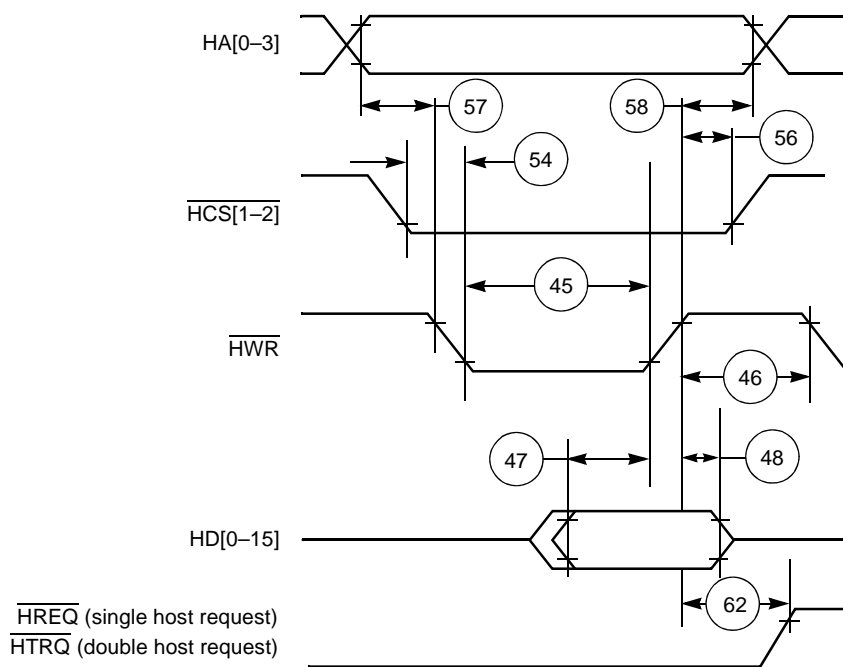 HA[0–3]
57
58
56
54
HCS[1–2]
45
HWR
46
47
48
HD[0–15]
62
HREQ (single host request)
HTRQ (double host request)